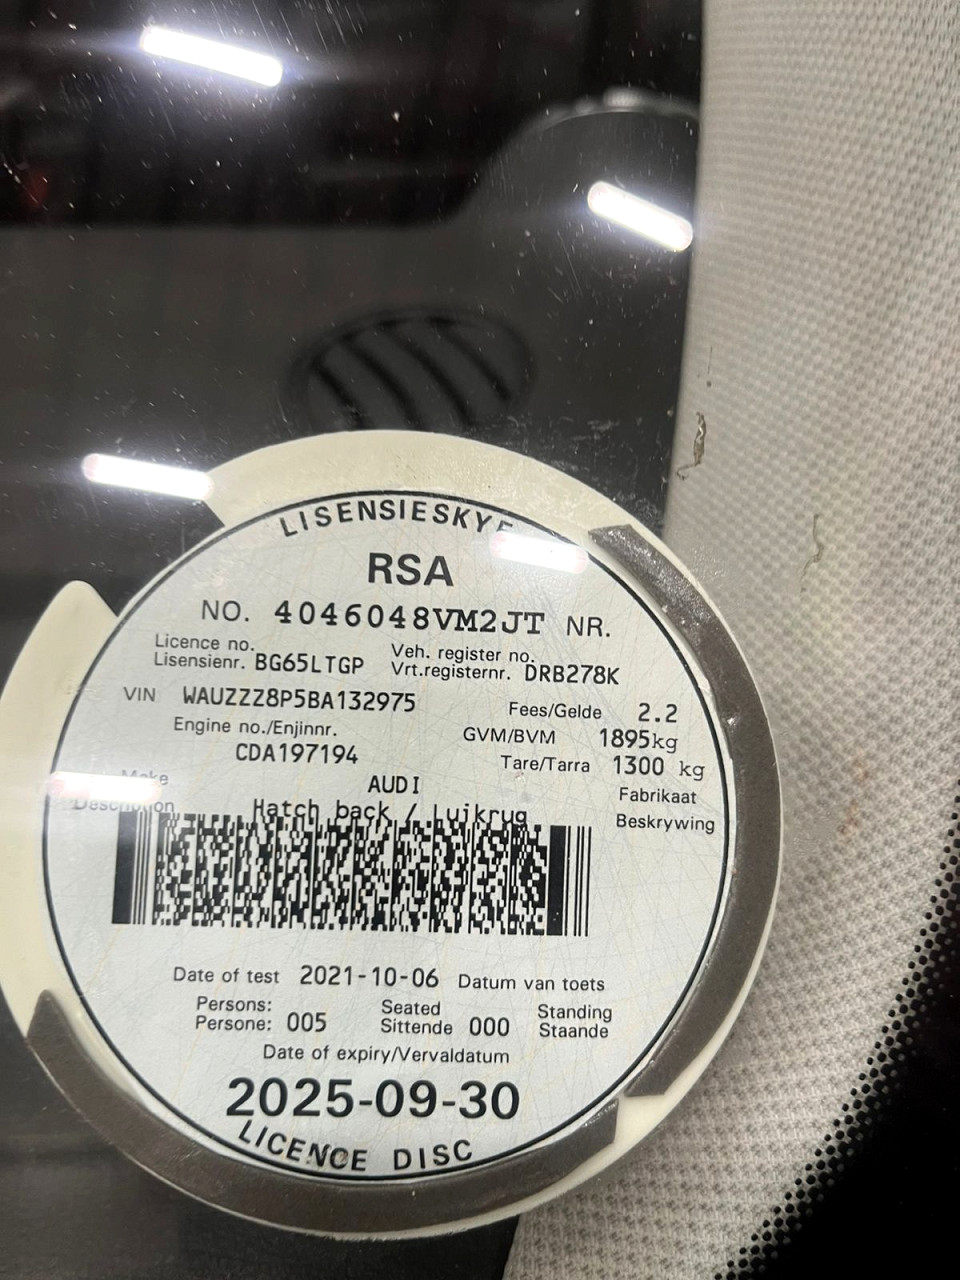 LISENSIESKYF
RSA
NO. 4046048VM2JT NR.
Licence no. Veh. register no.
Lisensienr. BG65LTGP Vrt.registernr. DRB278K
VIN WAUZZZ8P5BA132975 Fees/Gelde 2.2
Engine no./Enjinnr. GVM/BVM 1895kg
CDA197194 Tare/Tarra 1300 kg
Make AUDI Fabrikaat
Description Hatch back / Luikrug Beskrywing
Date of test 2021-10-06 Datum van toets
Persons: Seated Standing
Persone: 005 Sittende 000 Staande
Date of expiry/Vervaldatum
2025-09-30
LICENCE DISC